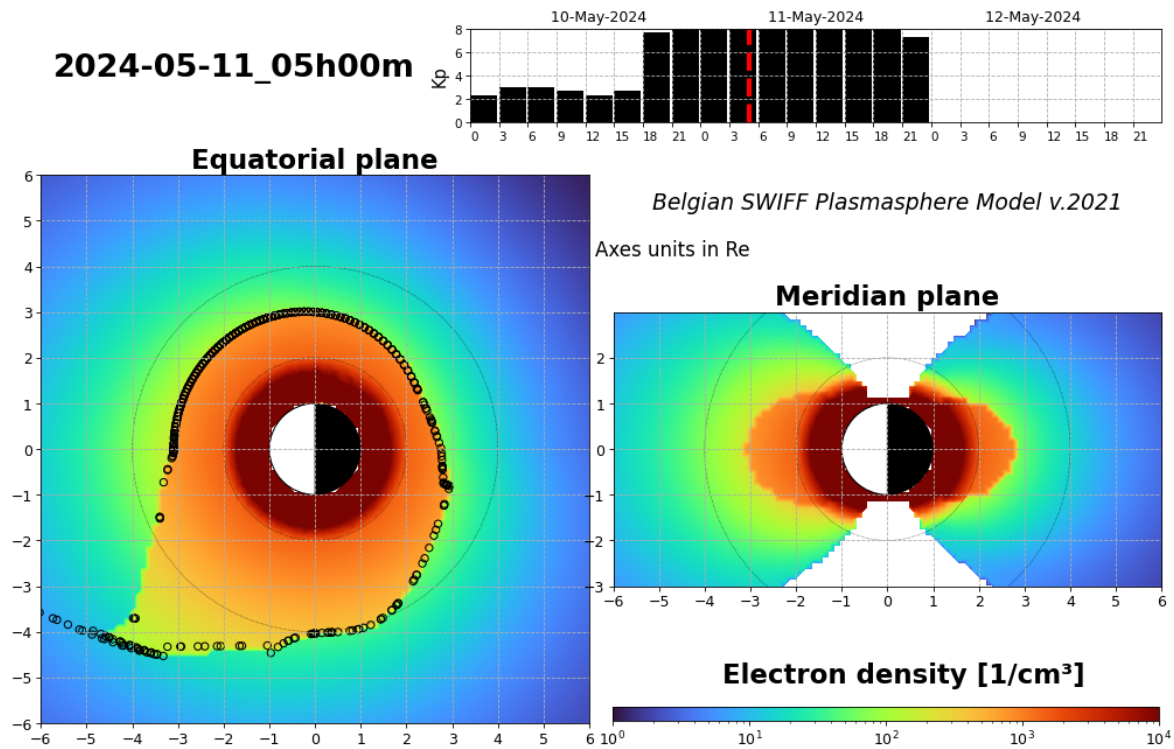 10-May-2024 11-May-2024 12-May-2024
2024-05-11_05h00m
Kp
8
6
4
2
0
0 3 6 9 12 15 18 21 0 3 6 9 12 15 18 21 0 3 6 9 12 15 18 21
Equatorial plane
6
5
4
3
2
1
0
−1
−2
−3
−4
−5
−6
−6 −5 −4 −3 −2 −1 0 1 2 3 4 5 6
Belgian SWIFF Plasmasphere Model v.2021
Axes units in Re
Meridian plane
2
1
0
−1
−2
−3
−6 −5 −4 −3 −2 −1 0 1 2 3 4 5 6
Electron density [1/cm³]
10⁰ 10¹ 10² 10³ 10⁴